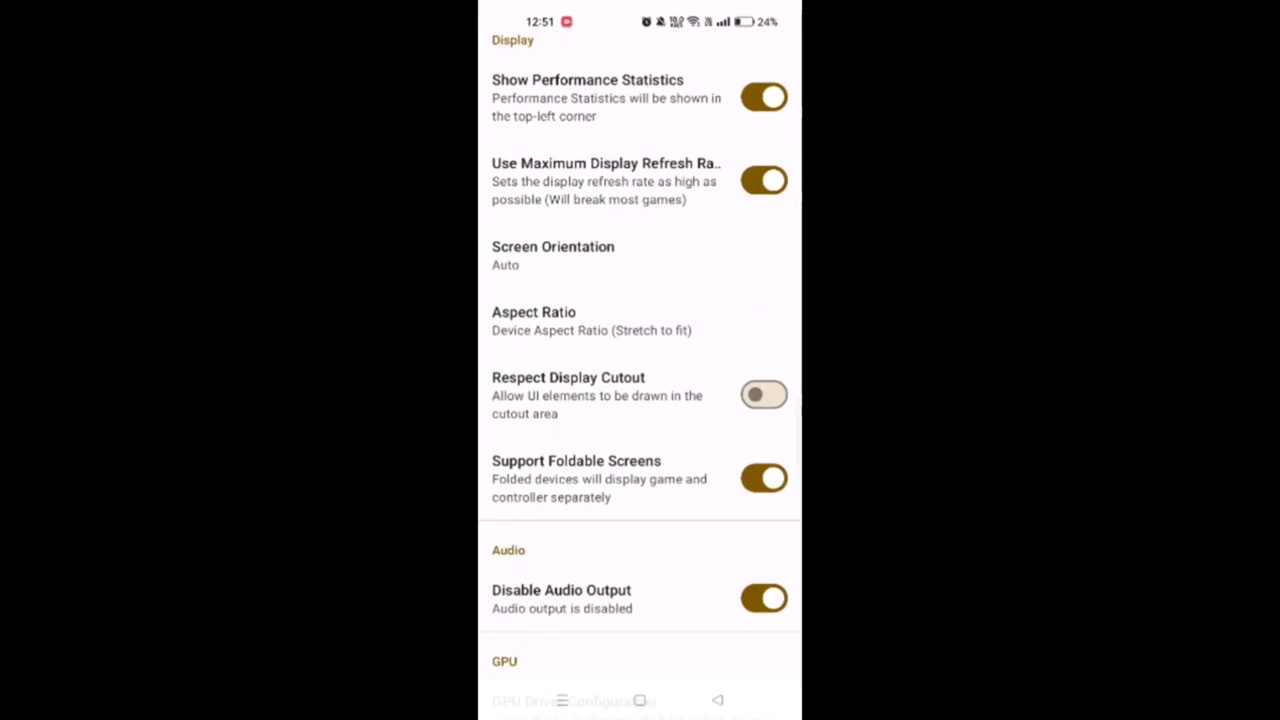 12:51
24%
Display
Show Performance Statistics
Performance Statistics will be shown in
the top-left corner
Use Maximum Display Refresh Ra..
Sets the display refresh rate as high as
possible (Will break most games)
Screen Orientation
Auto
Aspect Ratio
Device Aspect Ratio (Stretch to fit)
Respect Display Cutout
Allow UI elements to be drawn in the
cutout area
Support Foldable Screens
Folded devices will display game and
controller separately
Audio
Disable Audio Output
Audio output is disabled
GPU
GPU Driver Configuration